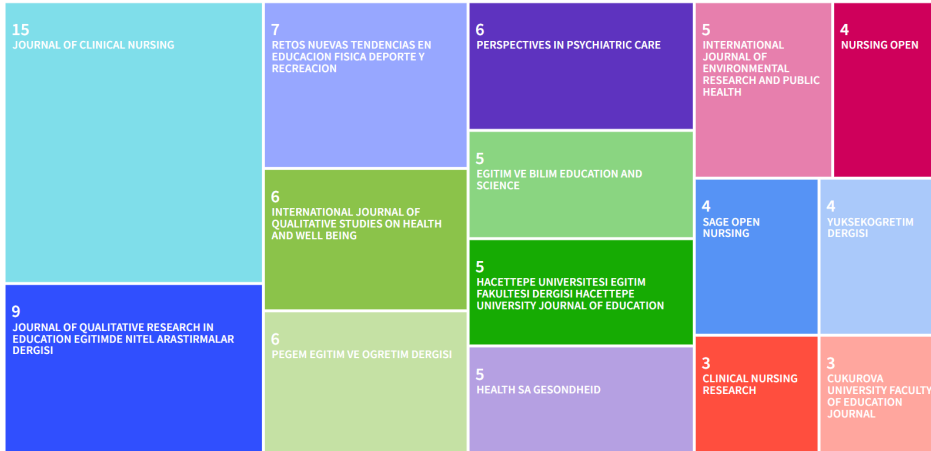 15
JOURNAL OF CLINICAL NURSING
9
JOURNAL OF QUALITATIVE RESEARCH IN
EDUCATION EGITIMDE NITEL ARASTIRMALAR
DERGISI
7
RETOS NUEVAS TENDENCIAS EN
EDUCACION FISICA DEPORTE Y
RECREACION
6
INTERNATIONAL JOURNAL OF
QUALITATIVE STUDIES ON HEALTH
AND WELL BEING
6
PEGEM EGITIM VE OGRETIM DERGISI
6
PERSPECTIVES IN PSYCHIATRIC CARE
5
EGITIM VE BILIM EDUCATION AND
SCIENCE
5
HACETTEPE UNIVERSITESI EGITIM
FAKULTESI DERGISI HACETTEPE
UNIVERSITY JOURNAL OF EDUCATION
5
HEALTH SA GESONDHEID
5
INTERNATIONAL
JOURNAL OF
ENVIRONMENTAL
RESEARCH AND PUBLIC
HEALTH
4
NURSING OPEN
4
SAGE OPEN
NURSING
4
YUKSEKOGRETIM
DERGISI
3
CLINICAL NURSING
RESEARCH
3
CUKUROVA
UNIVERSITY FACULTY
OF EDUCATION
JOURNAL